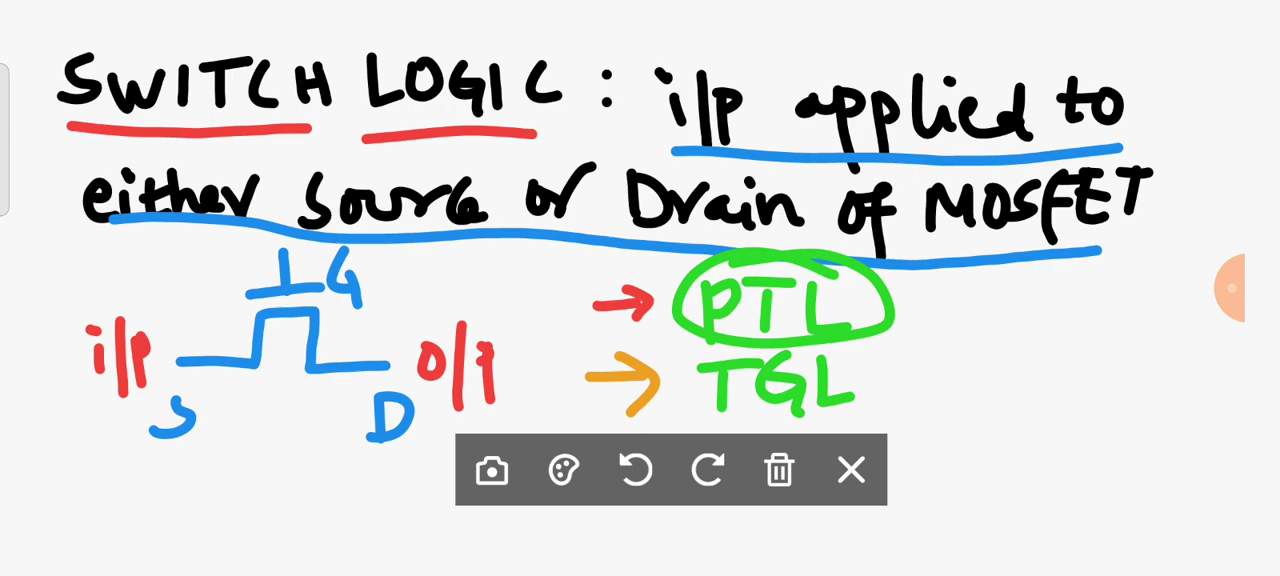 SWITCH LOGIC : i/p applied to
either source or Drain of MOSFET
G
i/p
S
D
→ PTL
→ TGL